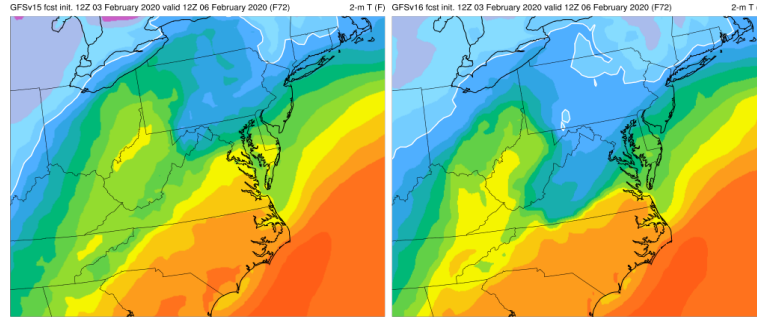 GFSv15 fcst init. 12Z 03 February 2020 valid 12Z 06 February 2020 (F72) 2-m T (F)
GFSv16 fcst init. 12Z 03 February 2020 valid 12Z 06 February 2020 (F72) 2-m T (